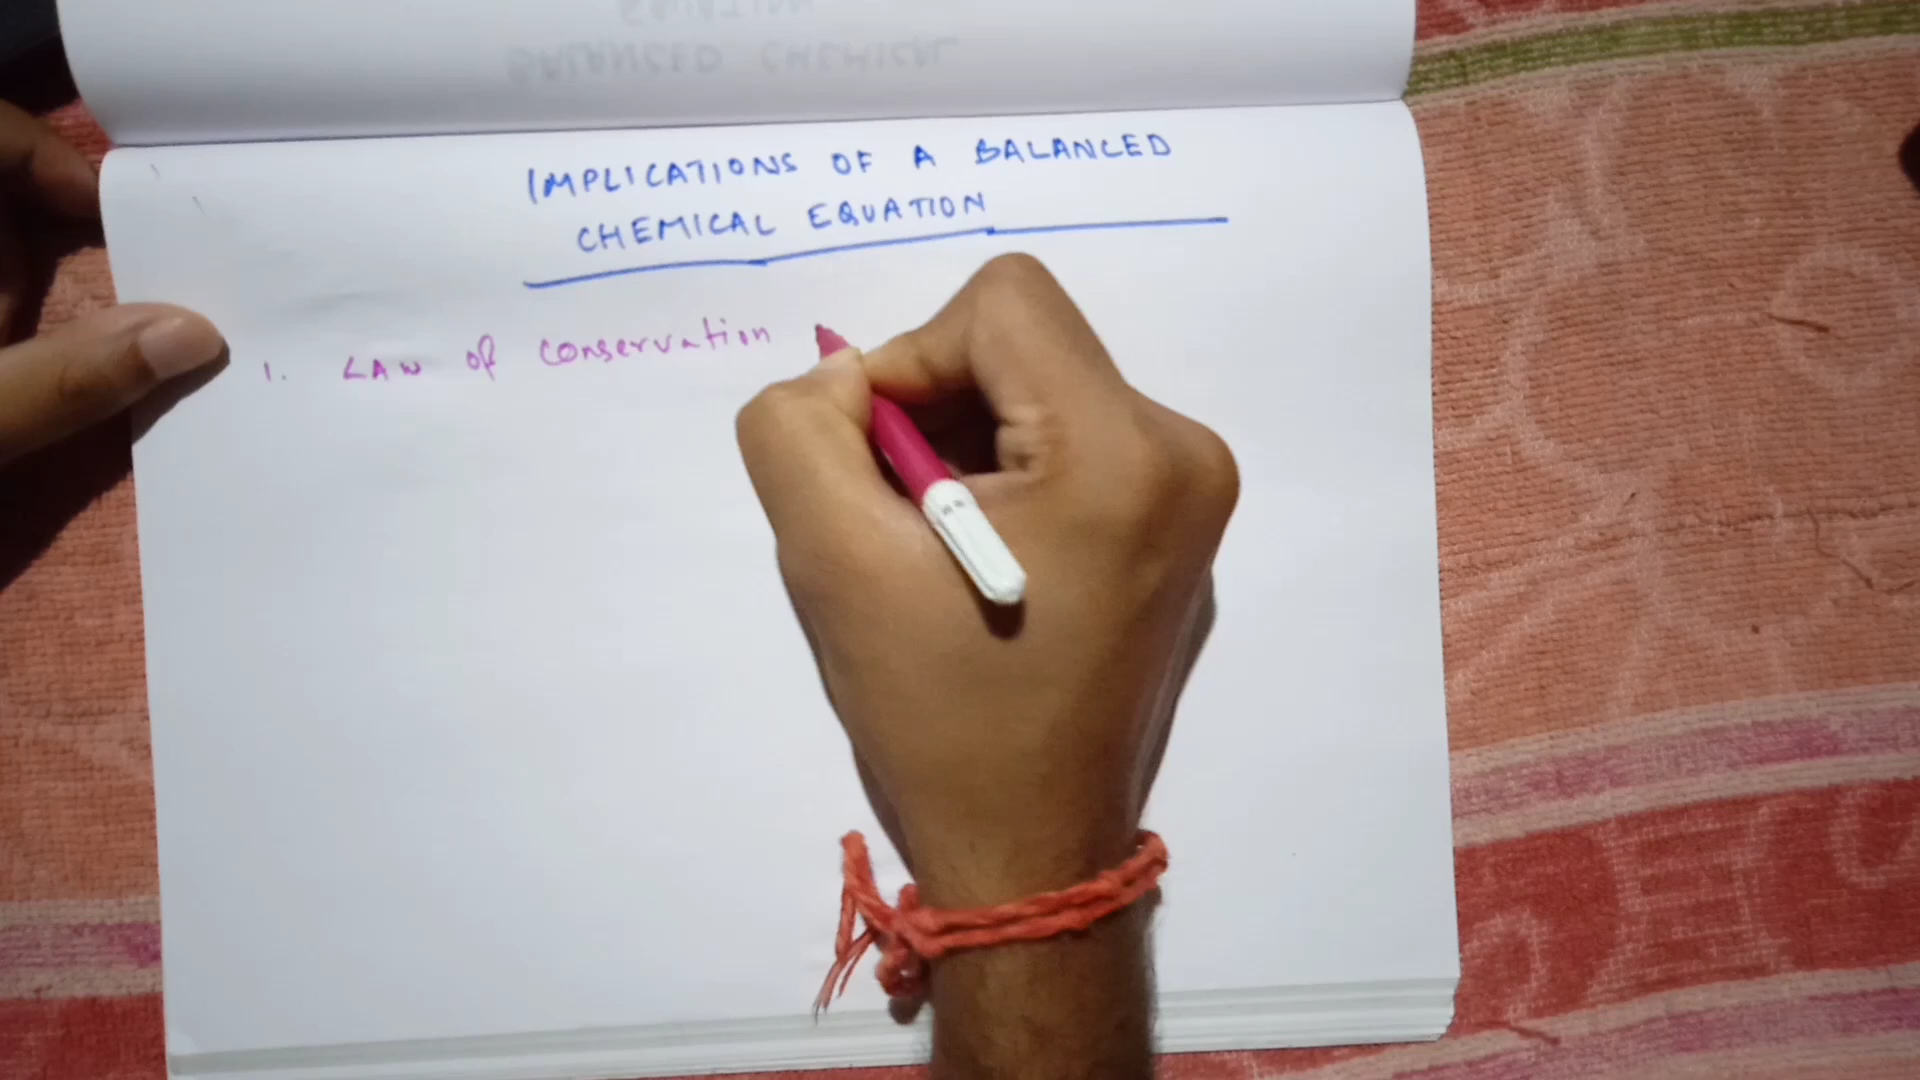 IMPLICATIONS OF A BALANCED
CHEMICAL EQUATION
1. LAW of conservation